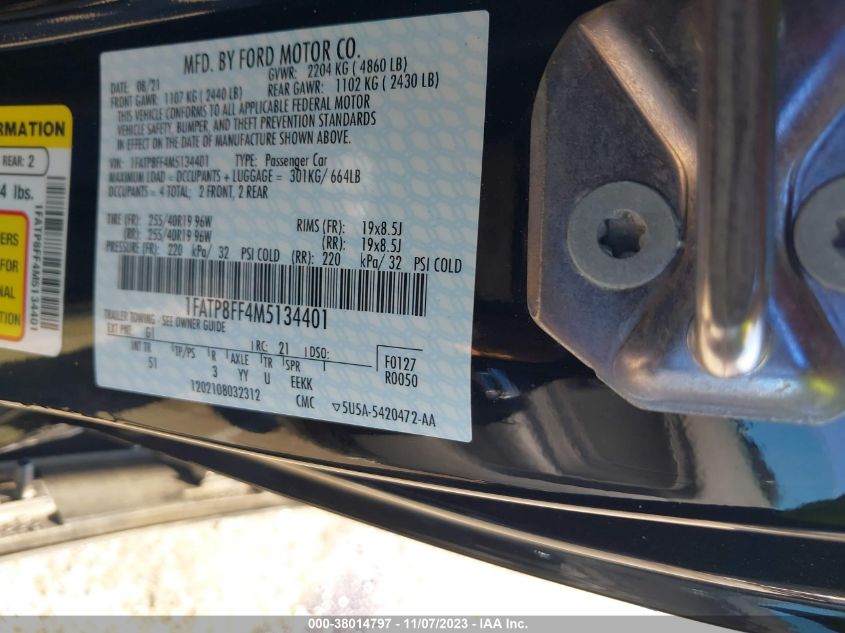 MFD. BY FORD MOTOR CO.
DATE: 08/21 GVWR: 2204 KG ( 4860 LB)
FRONT GAWR: 1107 KG ( 2440 LB) REAR GAWR: 1102 KG ( 2430 LB)
THIS VEHICLE CONFORMS TO ALL APPLICABLE FEDERAL MOTOR
VEHICLE SAFETY, BUMPER, AND THEFT PREVENTION STANDARDS
IN EFFECT ON THE DATE OF MANUFACTURE SHOWN ABOVE.
VIN: 1FATP8FF4M5134401 TYPE: Passenger Car
MAXIMUM LOAD = OCCUPANTS + LUGGAGE = 301KG/ 664LB
OCCUPANTS = 4 TOTAL; 2 FRONT, 2 REAR
TIRE (FR): 255/40R19 96W RIMS (FR): 19x8.5J
(RR): 255/40R19 96W (RR): 19x8.5J
PRESSURE (FR): 220 kPa/ 32 PSI COLD (RR): 220 kPa/ 32 PSI COLD
1FATP8FF4M5134401
TRAILER TOWING - SEE OWNER GUIDE
EXT PNT: G1 RC: 21 DSO:
INT TR TP/PS R AXLE TR SPR F0127
51 3 YY U EEKK R0050
1202108032312 CMC ▽5U5A-5420472-AA
RMATION
REAR: 2
4 lbs.
ERS
FOR
NAL
TION
1FATP8FF4M5134401
000-38014797 - 11/07/2023 - IAA Inc.